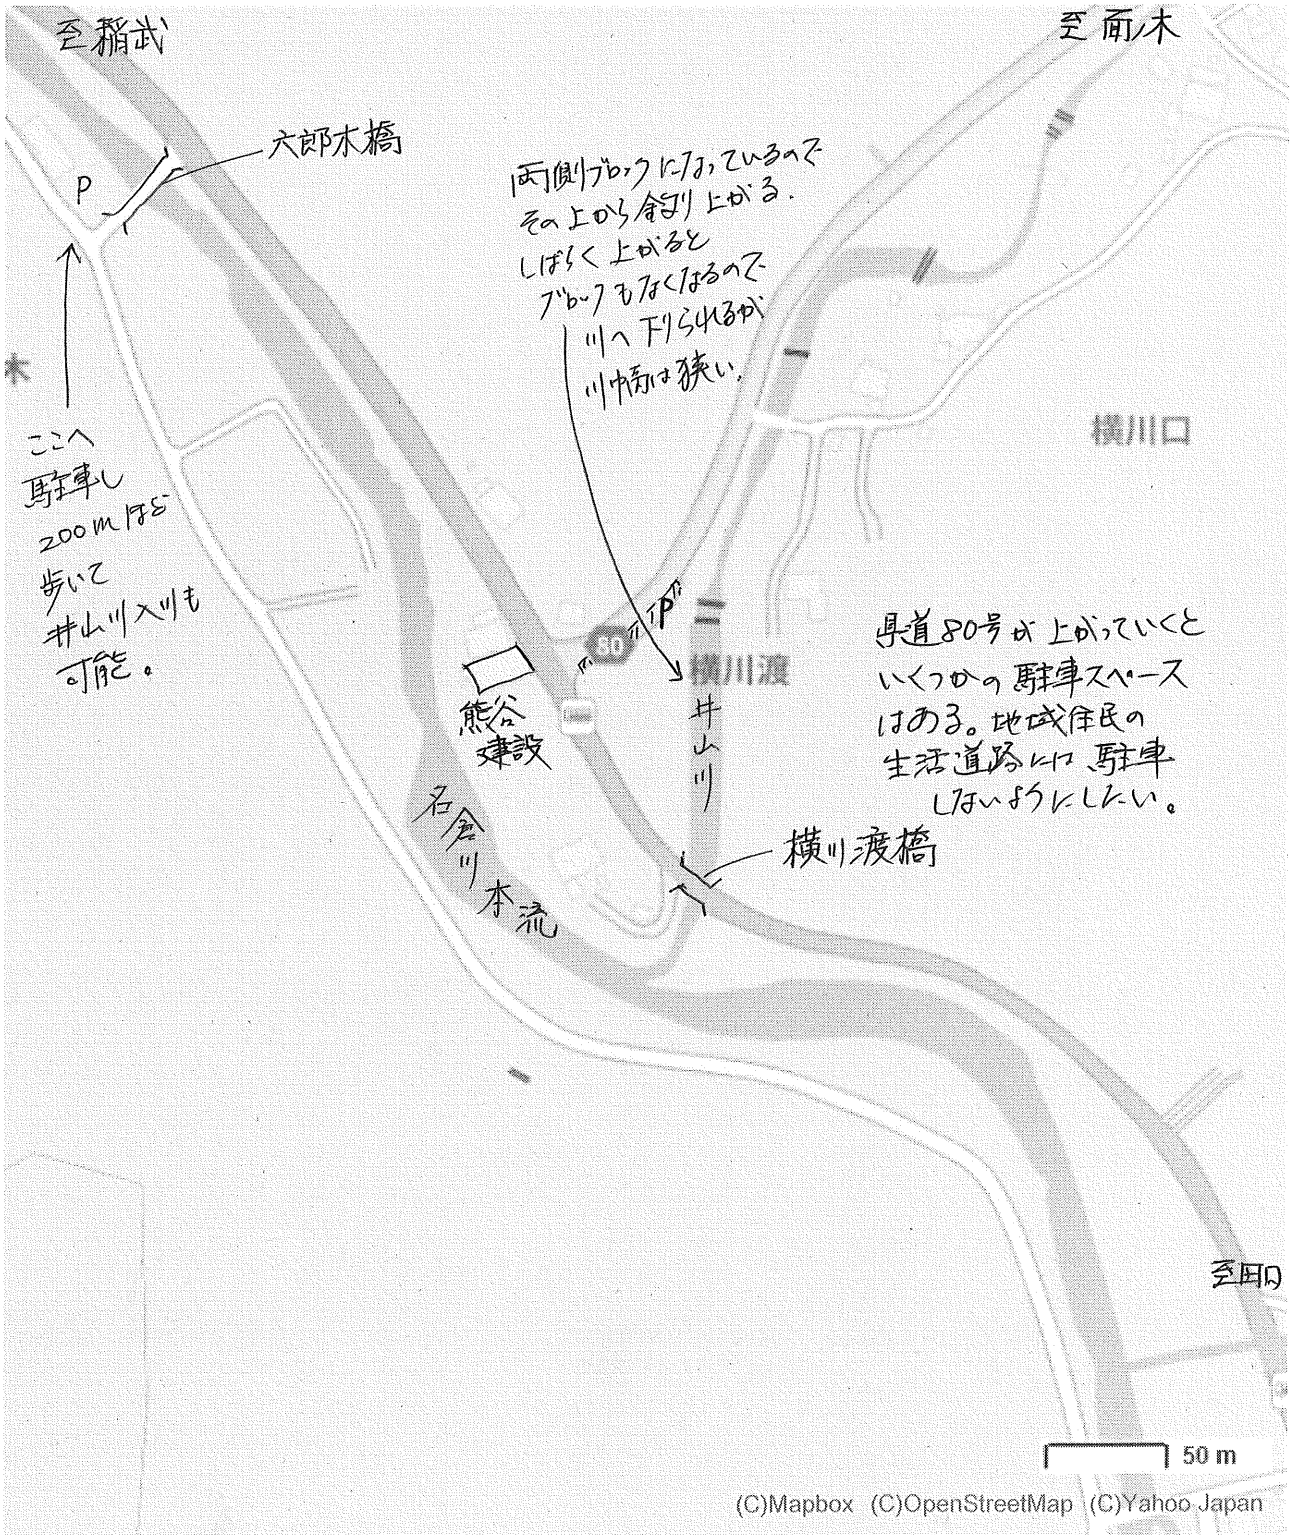 至稲武
至面ノ木
六郎木橋
P
両側ブロックになっているので
その上から釣り上がる.
しばらく上がると
ブロックもなくなるので
川へ下りられるが
川幅は狭い.
木
横川口
ここへ
駐車し
200mほど
歩いて
井山川入川も
可能。
P
80
横川渡
県道80号が上がっていくと
いくつかの駐車スペース
はある。地域住民の
生活道路には駐車
しないようにしたい。
熊谷
建設
井山川
名倉川本流
横川渡橋
至田口
50 m
(C)Mapbox (C)OpenStreetMap (C)Yahoo Japan